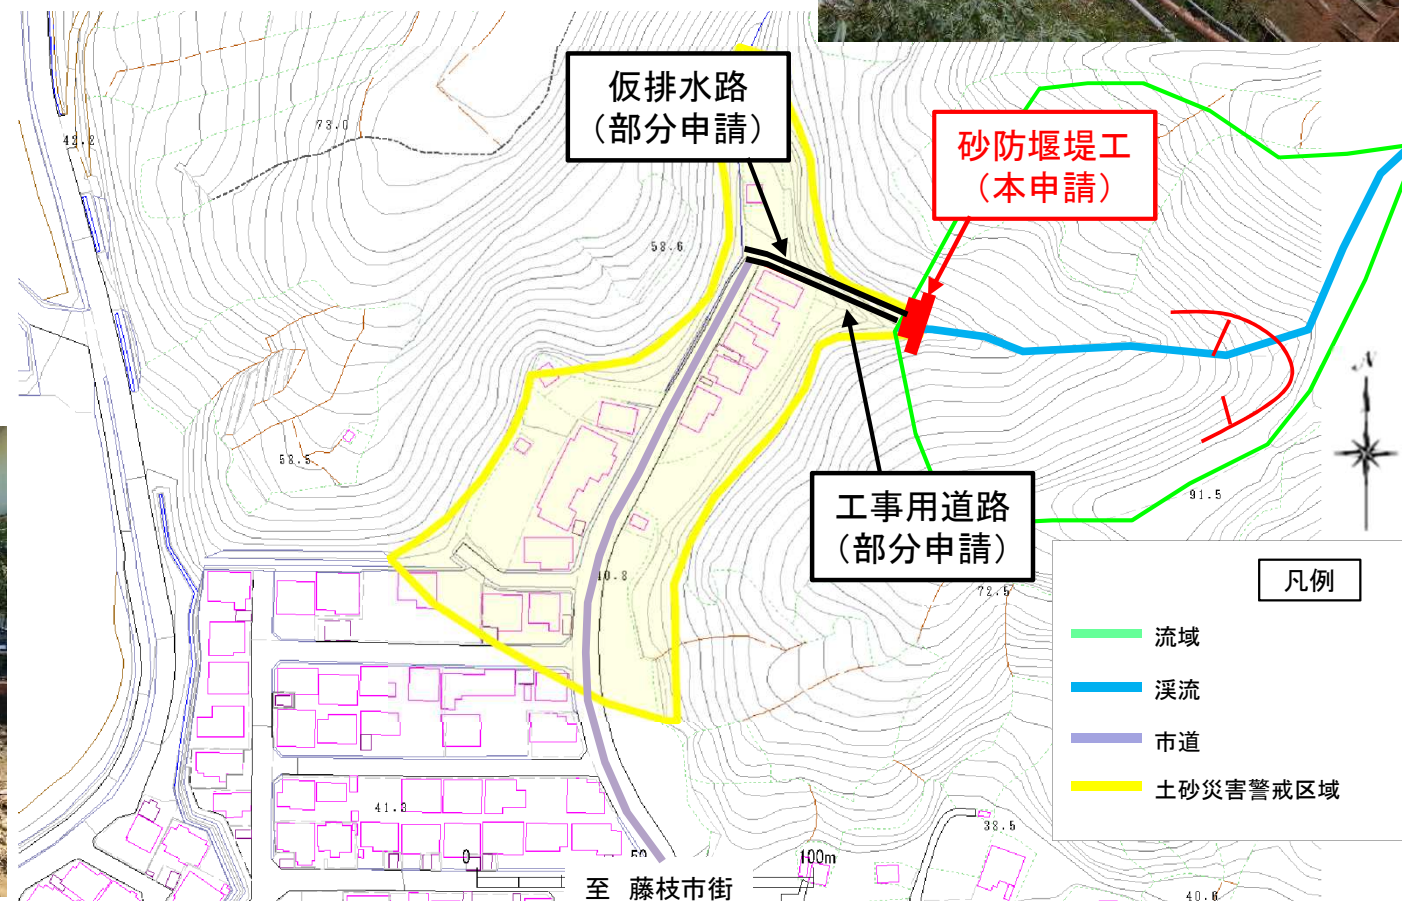 仮排水路
（部分申請）
砂防堰堤工
（本申請）
73.0
42.2
58.6
N
58.5
91.5
工事用道路
（部分申請）
凡例
72.5
流域
渓流
市道
土砂災害警戒区域
40.8
41.3
38.5
0
50
100m
至 藤枝市街
40.6